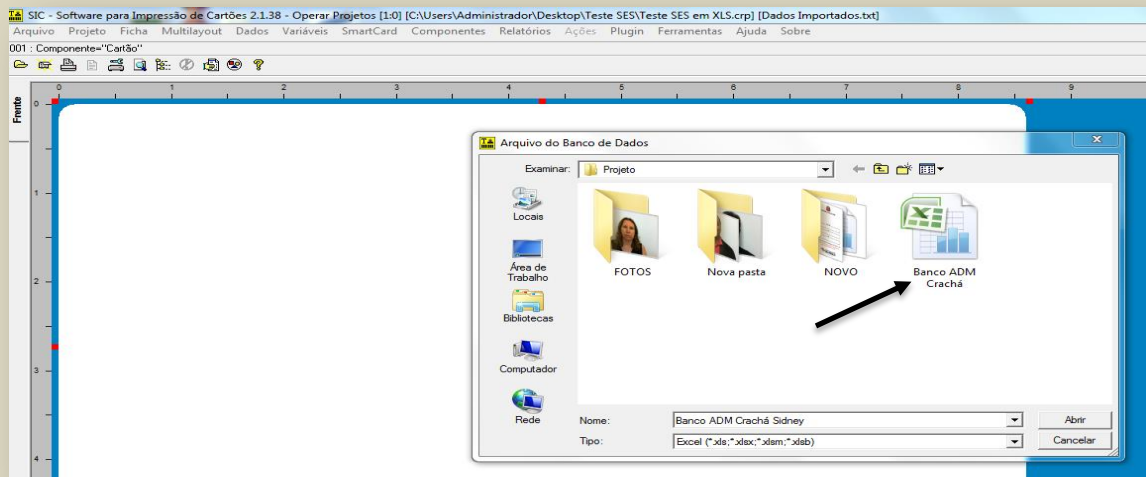 SIC - Software para Impressão de Cartões 2.1.38 - Operar Projetos [1:0] [C:\Users\Administrador\Desktop\Teste SES\Teste SES em XLS.crp] [Dados Importados.txt]
Arquivo Projeto Ficha Multilayout Dados Variáveis SmartCard Componentes Relatórios Ações Plugin Ferramentas Ajuda Sobre
001 : Componente="Cartão"
0 1 2 3 4 5 6 7 8 9
Frente
0
1
2
3
4
Arquivo do Banco de Dados
Examinar: Projeto
Locais
Área de
Trabalho
Bibliotecas
Computador
Rede
FOTOS Nova pasta NOVO Banco ADM
Crachá
Nome: Banco ADM Crachá Sidney Abrir
Tipo: Excel (*.xls;*.xlsx;*.xlsm;*.xlsb) Cancelar